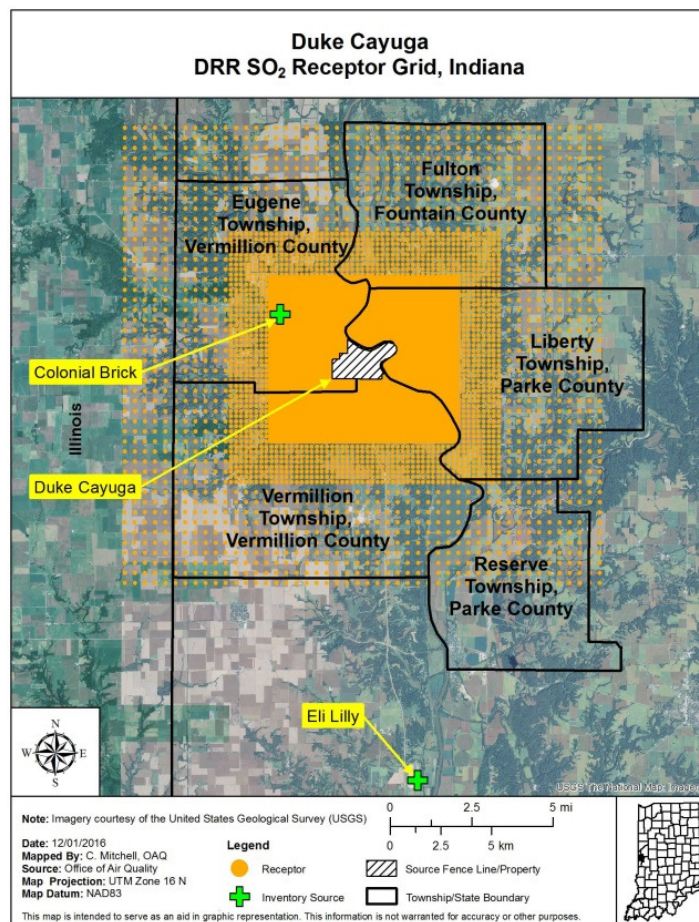 Duke Cayuga
DRR SO₂ Receptor Grid, Indiana
Fulton
Township,
Fountain County
Eugene
Township,
Vermillion County
Colonial Brick
Liberty
Township,
Parke County
Illinois
Duke Cayuga
Vermillion
Township,
Vermillion County
Reserve
Township,
Parke County
Eli Lilly
N
W
E
S
USGS The National Map: Image
Note: Imagery courtesy of the United States Geological Survey (USGS)
Date: 12/01/2016
Mapped By: C. Mitchell, OAQ
Source: Office of Air Quality
Map Projection: UTM Zone 16 N
Map Datum: NAD83
0 2.5 5 mi
0 2.5 5 km
Legend
Receptor
Source Fence Line/Property
Inventory Source
Township/State Boundary
This map is intended to serve as an aid in graphic representation. This information is not warranted for accuracy or other purposes.